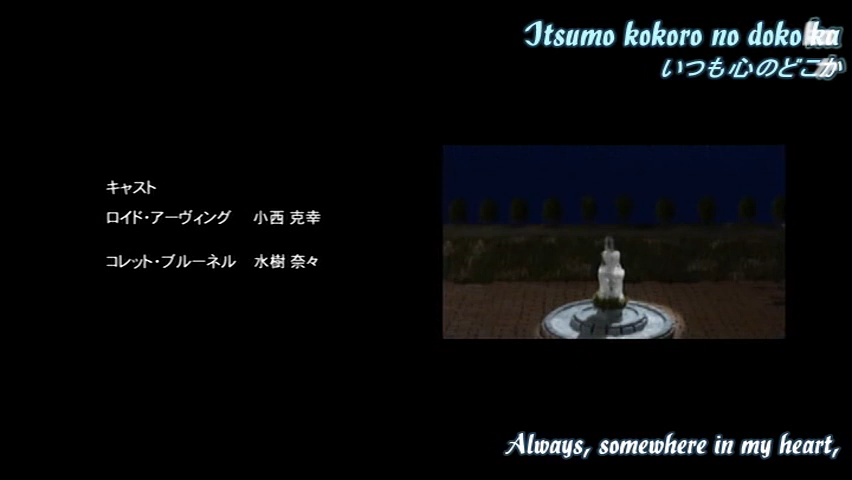 Itsumo kokoro no doko ka
いつも心のどこか
キャスト
ロイド・アーヴィング 小西 克幸
コレット・ブルーネル 水樹 奈々
Always, somewhere in my heart,